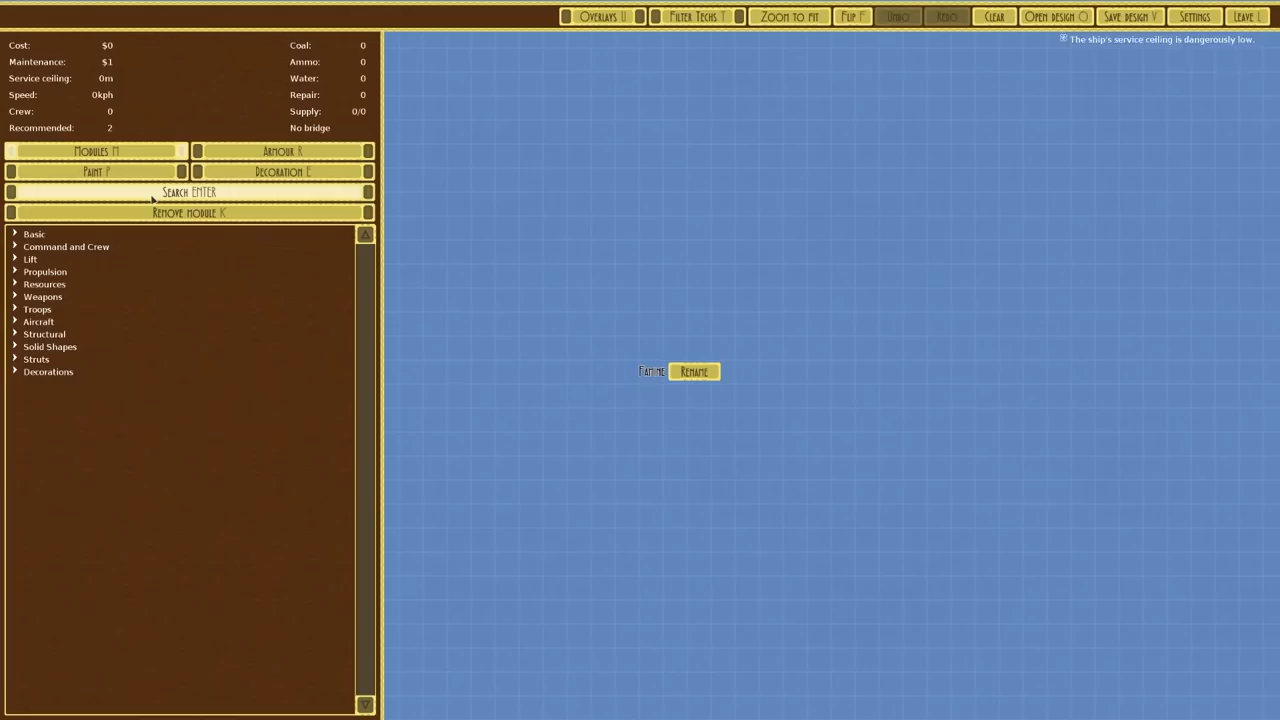 Overlays U
Filter Techs T
Zoom to fit
Flip F
Undo
Redo
Clear
Open design O
Save design V
Settings
Leave L
The ship's service ceiling is dangerously low.
Cost: $0
Coal: 0
Maintenance: $1
Ammo: 0
Service ceiling: 0m
Water: 0
Speed: 0kph
Repair: 0
Crew: 0
Supply: 0/0
Recommended: 2
No bridge
Modules M
Armour R
Paint P
Decoration E
Search ENTER
Remove module K
Basic
Command and Crew
Lift
Propulsion
Resources
Weapons
Troops
Aircraft
Structural
Solid Shapes
Struts
Decorations
Famine
Rename